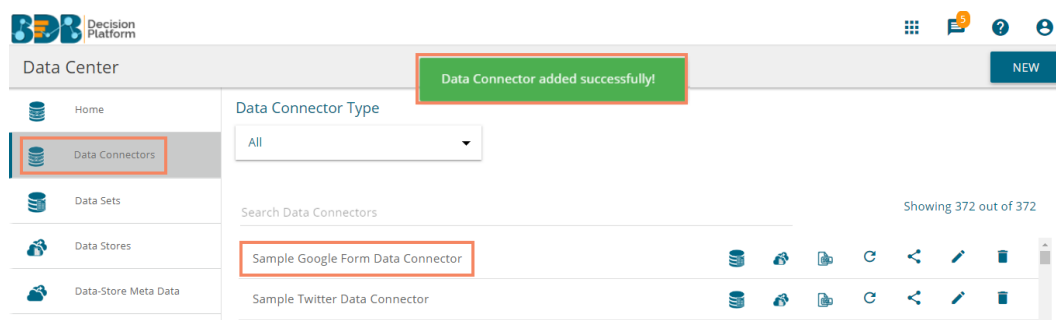 BDB Decision Platform
5
Data Center
Data Connector added successfully!
NEW
Home
Data Connector Type
All
Data Connectors
Data Sets
Search Data Connectors
Showing 372 out of 372
Data Stores
Sample Google Form Data Connector
Data-Store Meta Data
Sample Twitter Data Connector